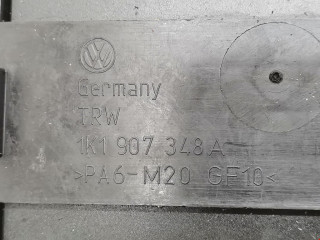 Germany
TRW
1K1 907 348 A
>PA6-M20 GF10<